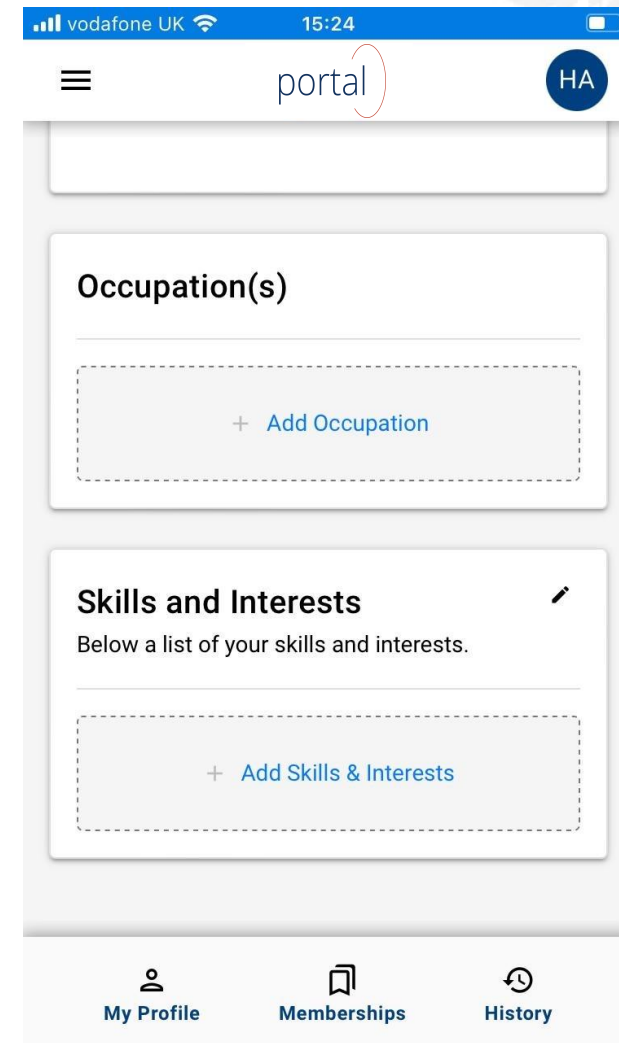 vodafone UK 15:24
portal HA
Occupation(s)
+ Add Occupation
Skills and Interests
Below a list of your skills and interests.
+ Add Skills & Interests
My Profile Memberships History